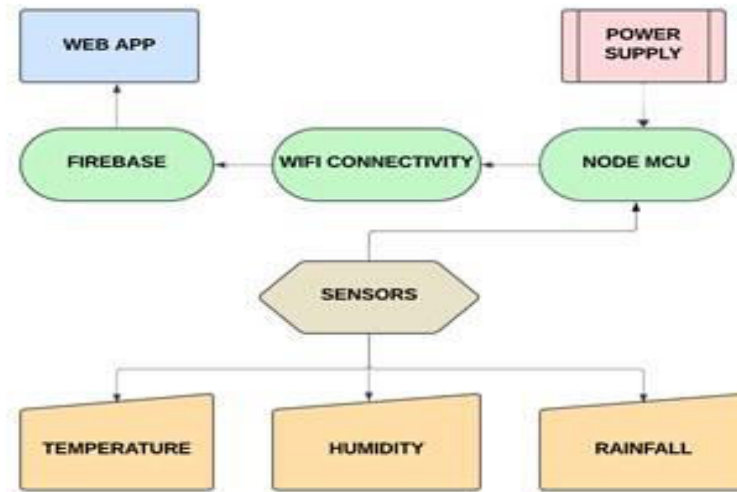 WEB APP
POWER
SUPPLY
FIREBASE
WIFI CONNECTIVITY
NODE MCU
SENSORS
TEMPERATURE
HUMIDITY
RAINFALL